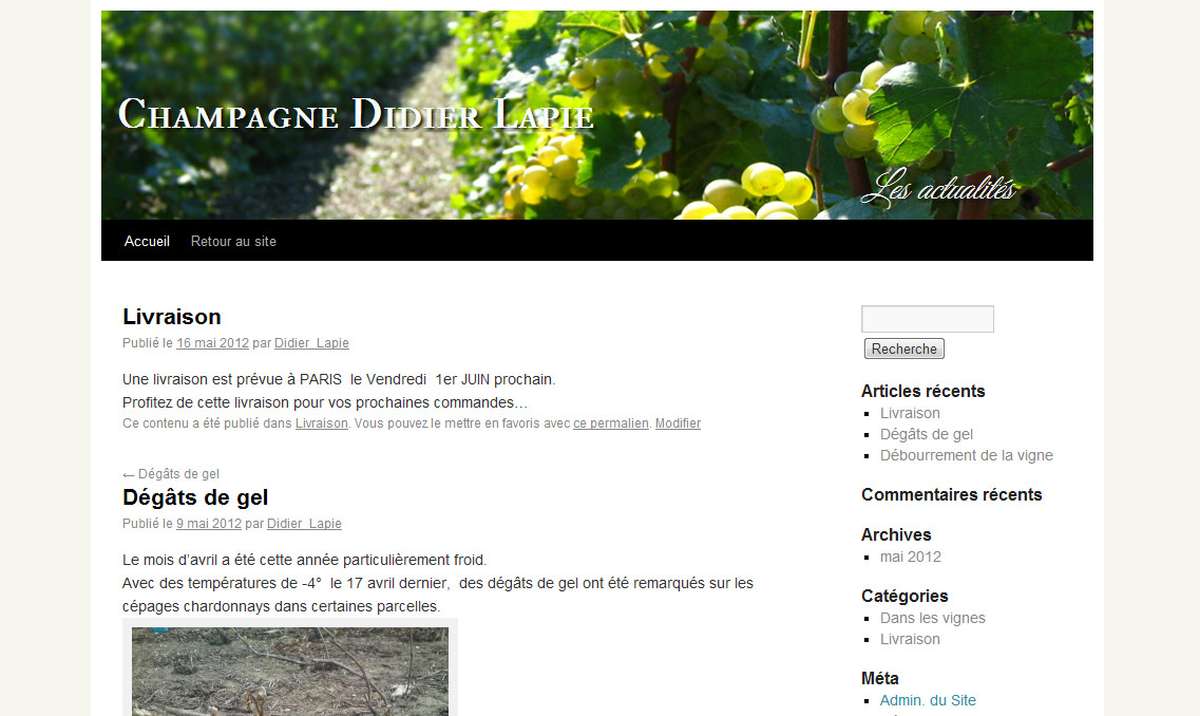 Champagne Didier Lapie
Les actualités
Accueil Retour au site
Livraison
Publié le 16 mai 2012 par Didier_Lapie
Une livraison est prévue à PARIS le Vendredi 1er JUIN prochain.
Profitez de cette livraison pour vos prochaines commandes…
Ce contenu a été publié dans Livraison. Vous pouvez le mettre en favoris avec ce permalien. Modifier
← Dégâts de gel
Dégâts de gel
Publié le 9 mai 2012 par Didier_Lapie
Le mois d'avril a été cette année particulièrement froid.
Avec des températures de -4° le 17 avril dernier, des dégâts de gel ont été remarqués sur les
cépages chardonnays dans certaines parcelles.
Recherche
Articles récents
Livraison
Dégâts de gel
Débourrement de la vigne
Commentaires récents
Archives
mai 2012
Catégories
Dans les vignes
Livraison
Méta
Admin. du Site